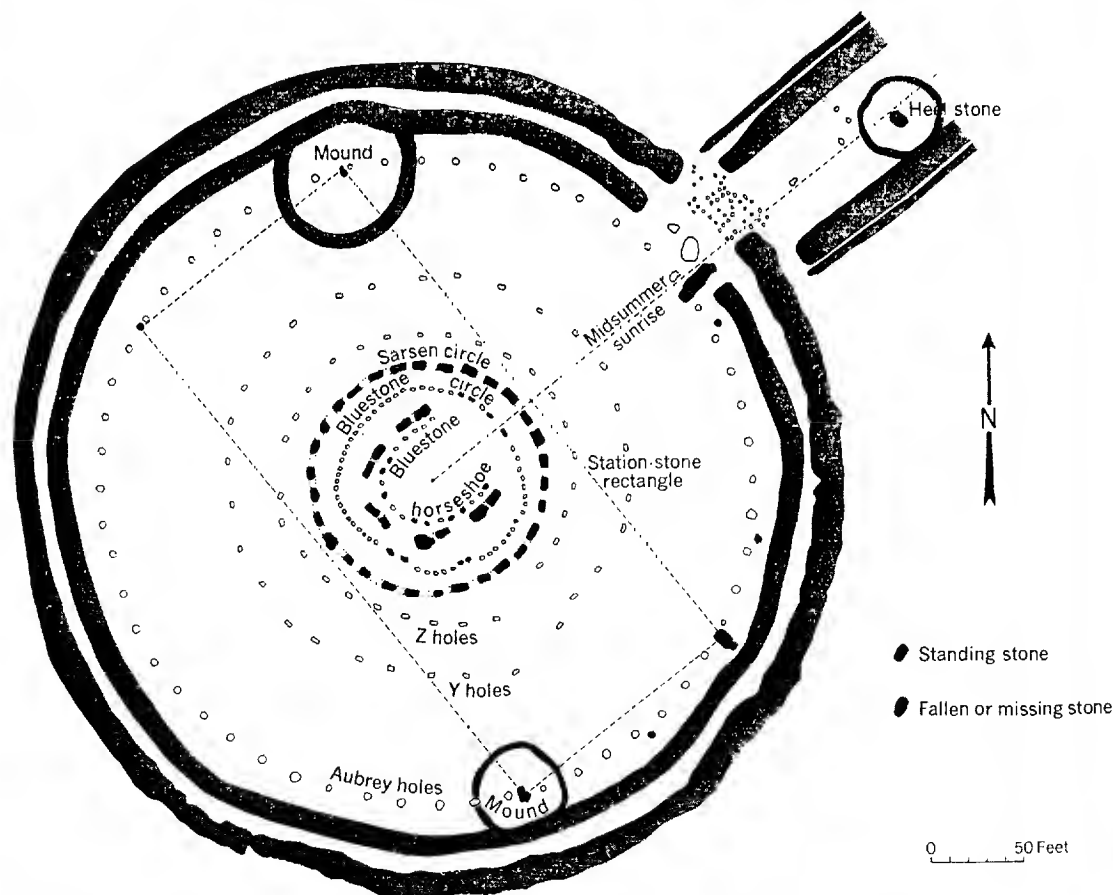 Heel stone
Mound
Midsummer
sunrise
Sarsen circle
Bluestone circle
Bluestone
horseshoe
Station-stone
rectangle
N
Z holes
Y holes
Aubrey holes
Mound
Standing stone
Fallen or missing stone
0 50 Feet